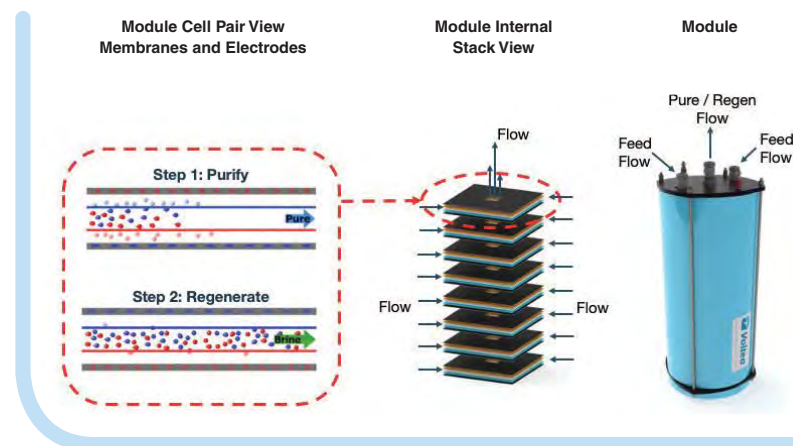 Module Cell Pair View
Membranes and Electrodes
Module Internal
Stack View
Module
Step 1: Purify
Pure
Step 2: Regenerate
Brine
Flow
Flow
Flow
Pure / Regen
Flow
Feed
Flow
Feed
Flow
Voltea